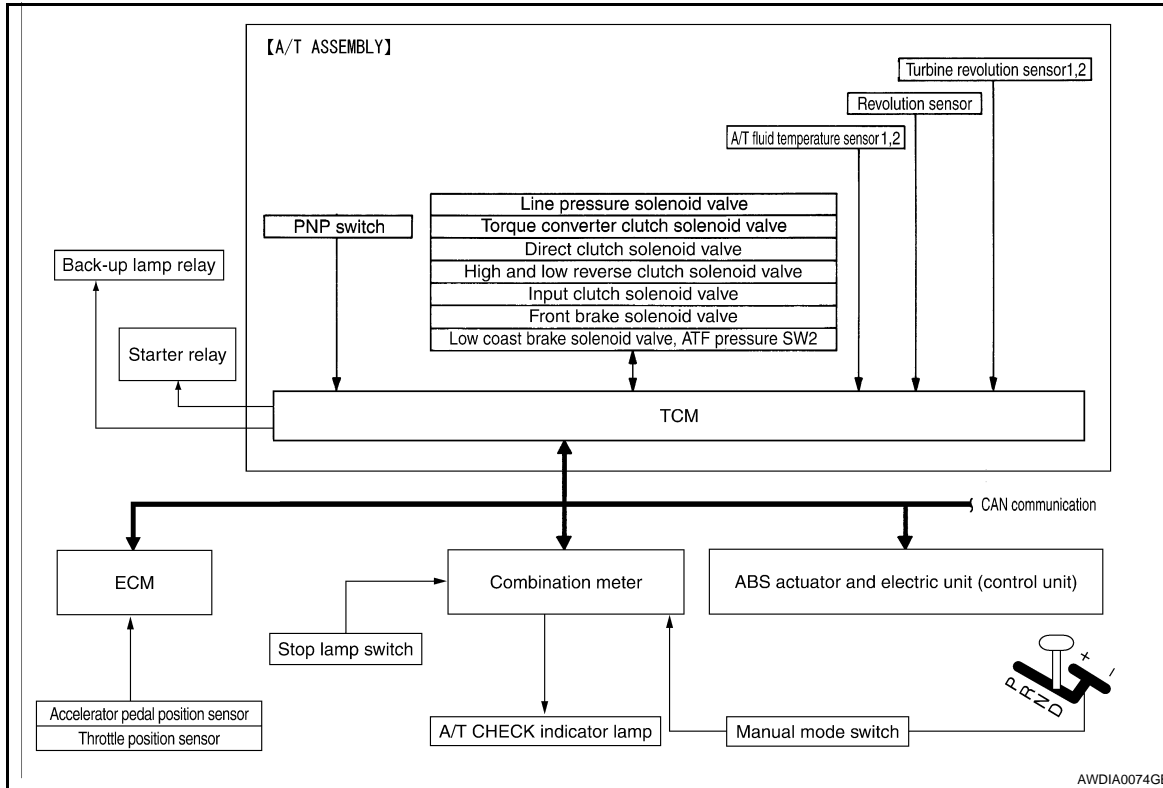 【A/T ASSEMBLY】
Turbine revolution sensor1,2
Revolution sensor
A/T fluid temperature sensor1,2
Line pressure solenoid valve
PNP switch
Torque converter clutch solenoid valve
Direct clutch solenoid valve
Back-up lamp relay
High and low reverse clutch solenoid valve
Input clutch solenoid valve
Front brake solenoid valve
Low coast brake solenoid valve, ATF pressure SW2
Starter relay
TCM
CAN communication
ECM
Combination meter
ABS actuator and electric unit (control unit)
Stop lamp switch
+ −
P R N D
Accelerator pedal position sensor
Throttle position sensor
A/T CHECK indicator lamp
Manual mode switch